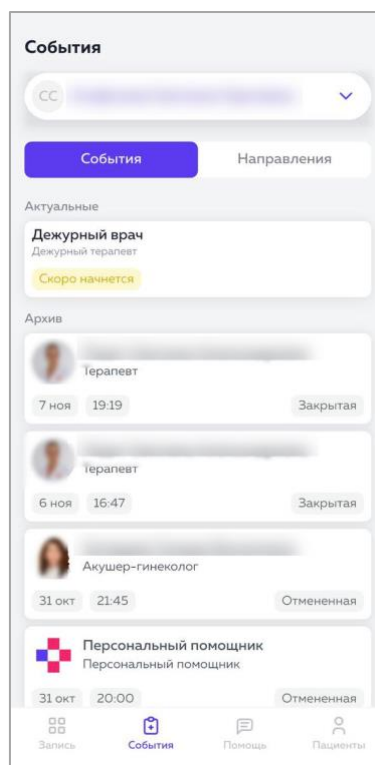 События
СС
События
Направления
Актуальные
Дежурный врач
Дежурный терапевт
Скоро начнется
Архив
Терапевт
7 ноя 19:19 Закрытая
Терапевт
6 ноя 16:47 Закрытая
Акушер-гинеколог
31 окт 21:45 Отмененная
Персональный помощник
Персональный помощник
31 окт 20:00 Отмененная
Запись События Помощь Пациенты